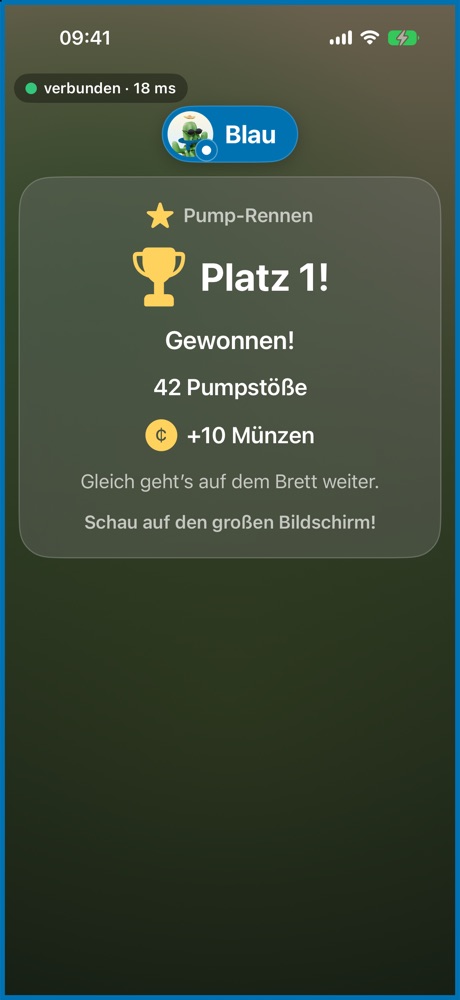 09:41
verbunden · 18 ms
Blau
Pump-Rennen
Platz 1!
Gewonnen!
42 Pumpstöße
¢ +10 Münzen
Gleich geht’s auf dem Brett weiter.
Schau auf den großen Bildschirm!